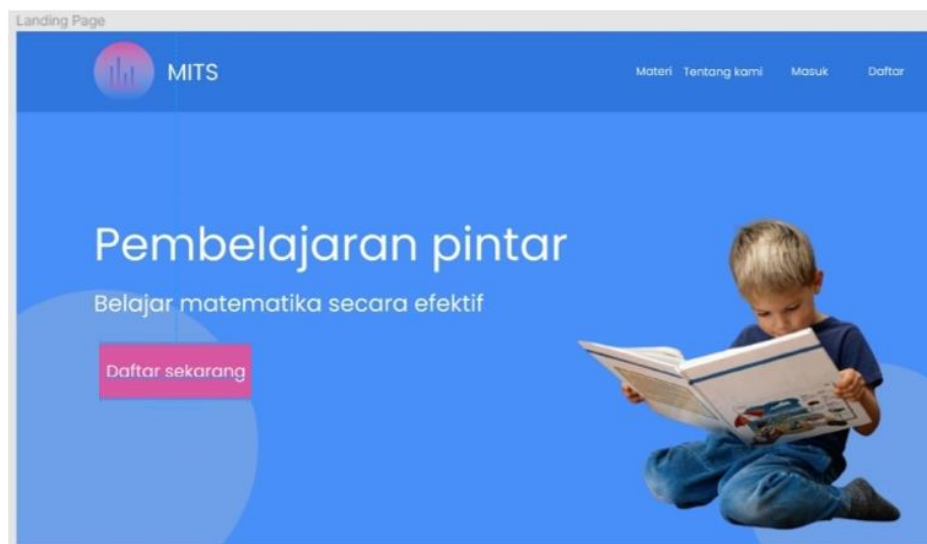 Landing Page
MITS
Materi Tentang kami Masuk Daftar
Pembelajaran pintar
Belajar matematika secara efektif
Daftar sekarang